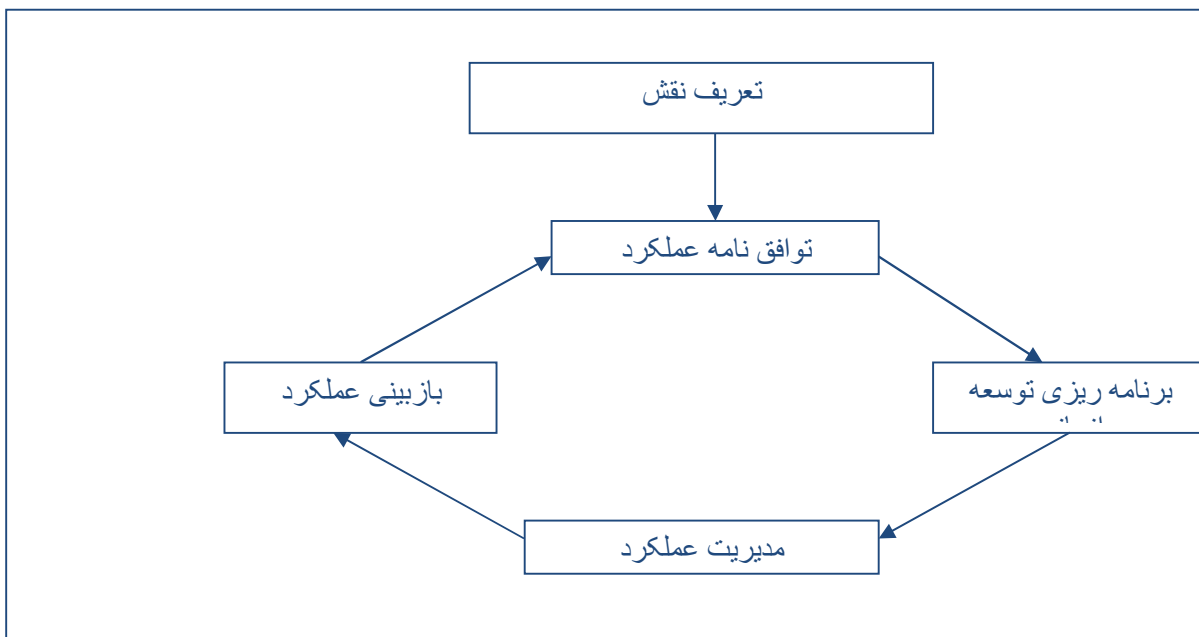 تعریف نقش
توافق نامه عملکرد
برنامه ریزی توسعه
بازبینی عملکرد
مدیریت عملکرد